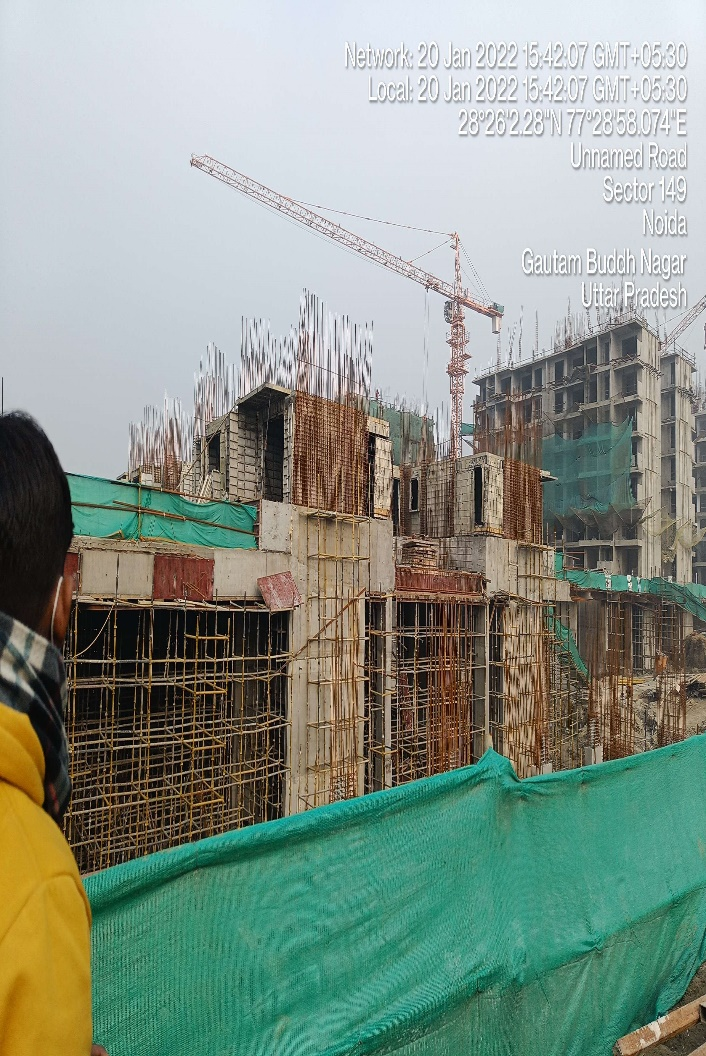 Network: 20 Jan 2022 15:42:07 GMT+05:30
Local: 20 Jan 2022 15:42:07 GMT+05:30
28°26'2.28"N 77°28'58.074"E
Unnamed Road
Sector 149
Noida
Gautam Buddh Nagar
Uttar Pradesh